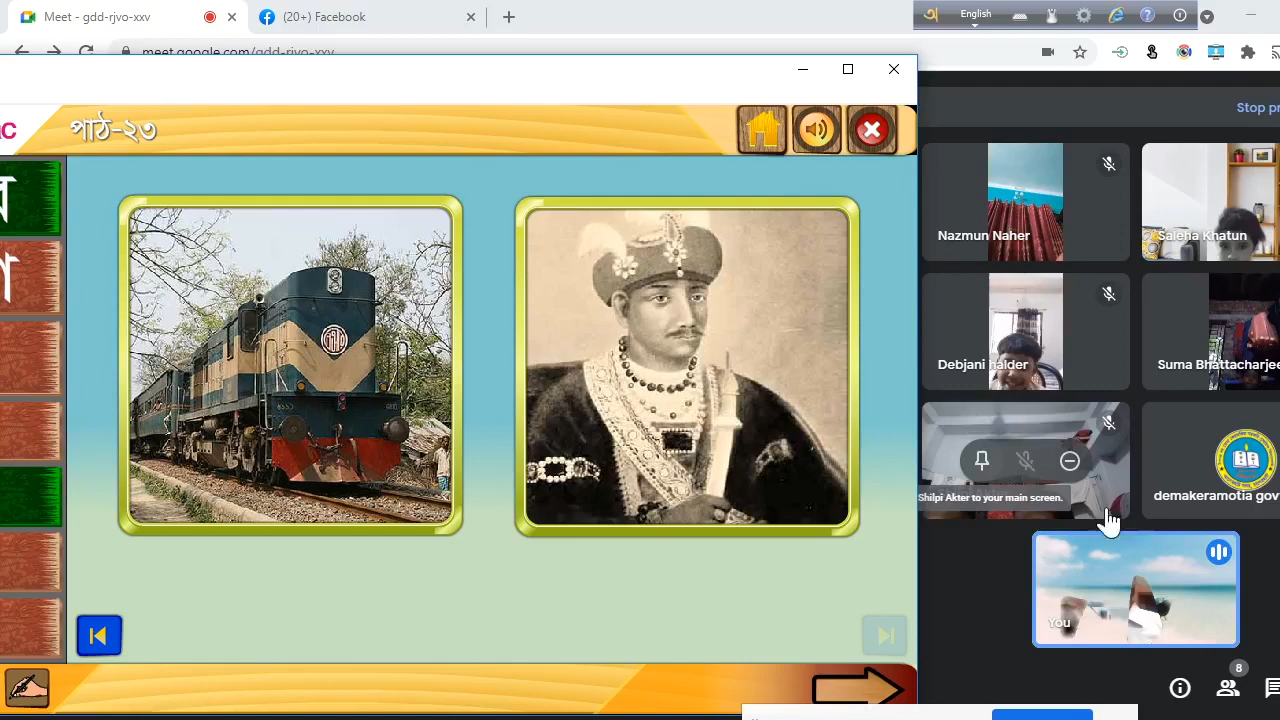 Meet - gdd-rjvo-xxv
(20+) Facebook
English
meet.google.com/gdd-rjvo-xxv
পাঠ-২৩
Stop pr
Nazmun Naher
Saleha Khatun
Debjani halder
Suma Bhattacharjee
Shilpi Akter to your main screen.
demakeramotia gov
You
8